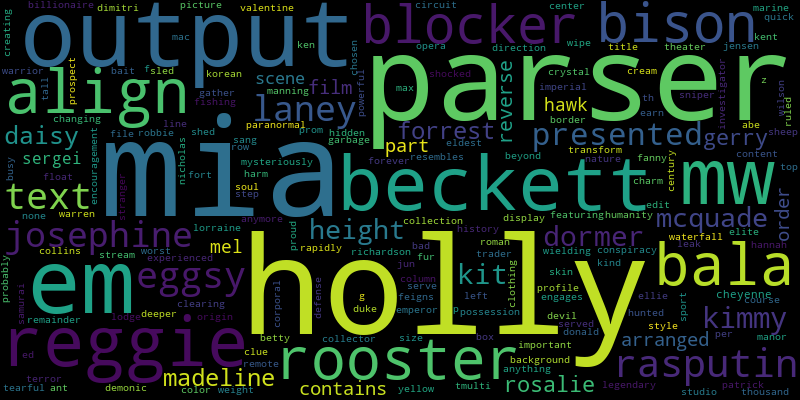 billionaire dimitri picture valentine circuit center marine
creating output mac ken chosen blocker opera direction wipe bison title theater kent quick jensen
warrior bait f sled prospect korean scene film powerful shocked parser crystal cream
tall align gather manning max reverse imperial sniper investigator z wilson
changing fishing laney hawk border th earn abe ruled
daisy encouragement file robbie line shed paranormal prom hidden garbage forrest presented gerry sheep
sergei nicholas sang row part beyond transform fanny century content top
busy float stranger mia mysteriously harm eldest resembles nature charm
text fort soul step forever beckett humanity edit mw
none warren anymore collection display featuring mcquade order
josephine lorraine height proud history roman wielding conspiracy waterfall elite
collins mel rapidly richardson bad trader dormer leak hannah
probably stream worst fur clothing kind bala
em experienced eggsy holly jun column kit skin ellie cheyenne
samurai clearing corporal defense serve feigns left profile sport course
remainder deeper g duke emperor possession engages hunted kimmy
reggie lodge origin devil served style per manor
ed betty collector size box important donald arranged
clue remote rooster background anything rasputin
terror madeline yellow tmulti rosalie legendary patrick
tearful ant demonic color weight contains studio thousand